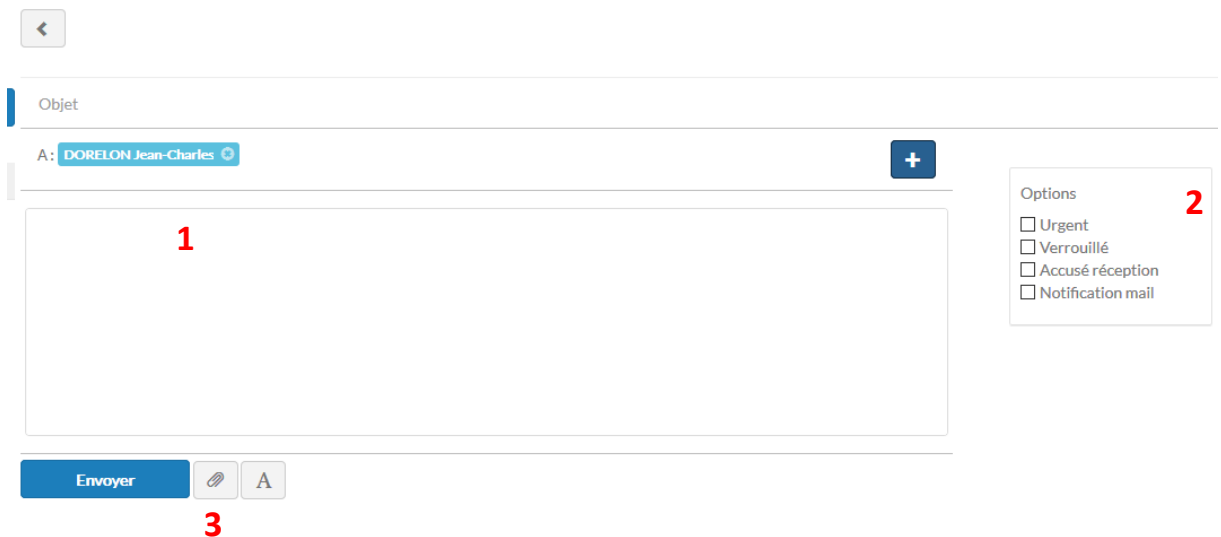 Objet
A : DORELON Jean-Charles
Options
2
1
Urgent
Verrouillé
Accusé réception
Notification mail
Envoyer
A
3